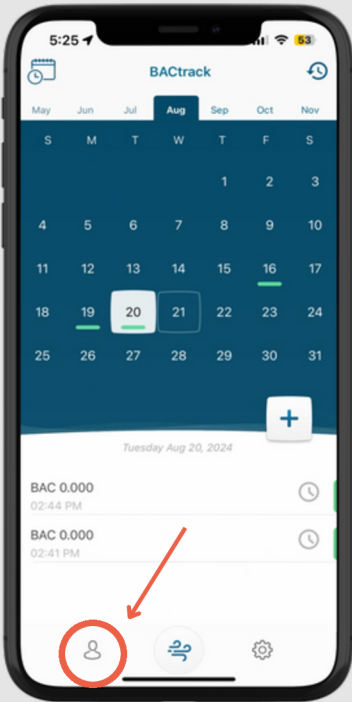 5:25 53
BACtrack
May Jun Jul Aug Sep Oct Nov
S M T W T F S
1 2 3
4 5 6 7 8 9 10
11 12 13 14 15 16 17
18 19 20 21 22 23 24
25 26 27 28 29 30 31
+
Tuesday Aug 20, 2024
BAC 0.000
02:44 PM
BAC 0.000
02:41 PM